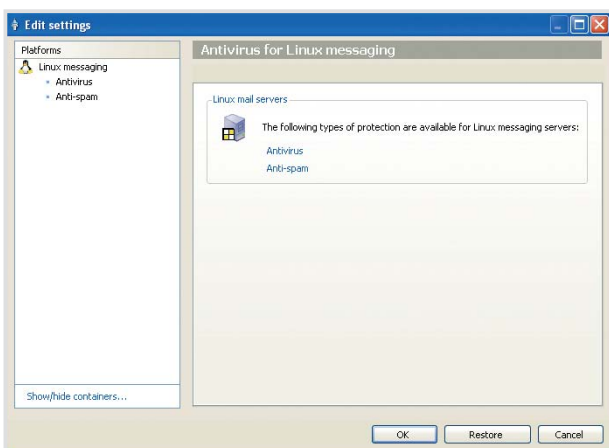 Edit settings
Platforms
Linux messaging
Antivirus
Anti-spam
Show/hide containers...
Antivirus for Linux messaging
Linux mail servers
The following types of protection are available for Linux messaging servers:
Antivirus
Anti-spam
OK
Restore
Cancel